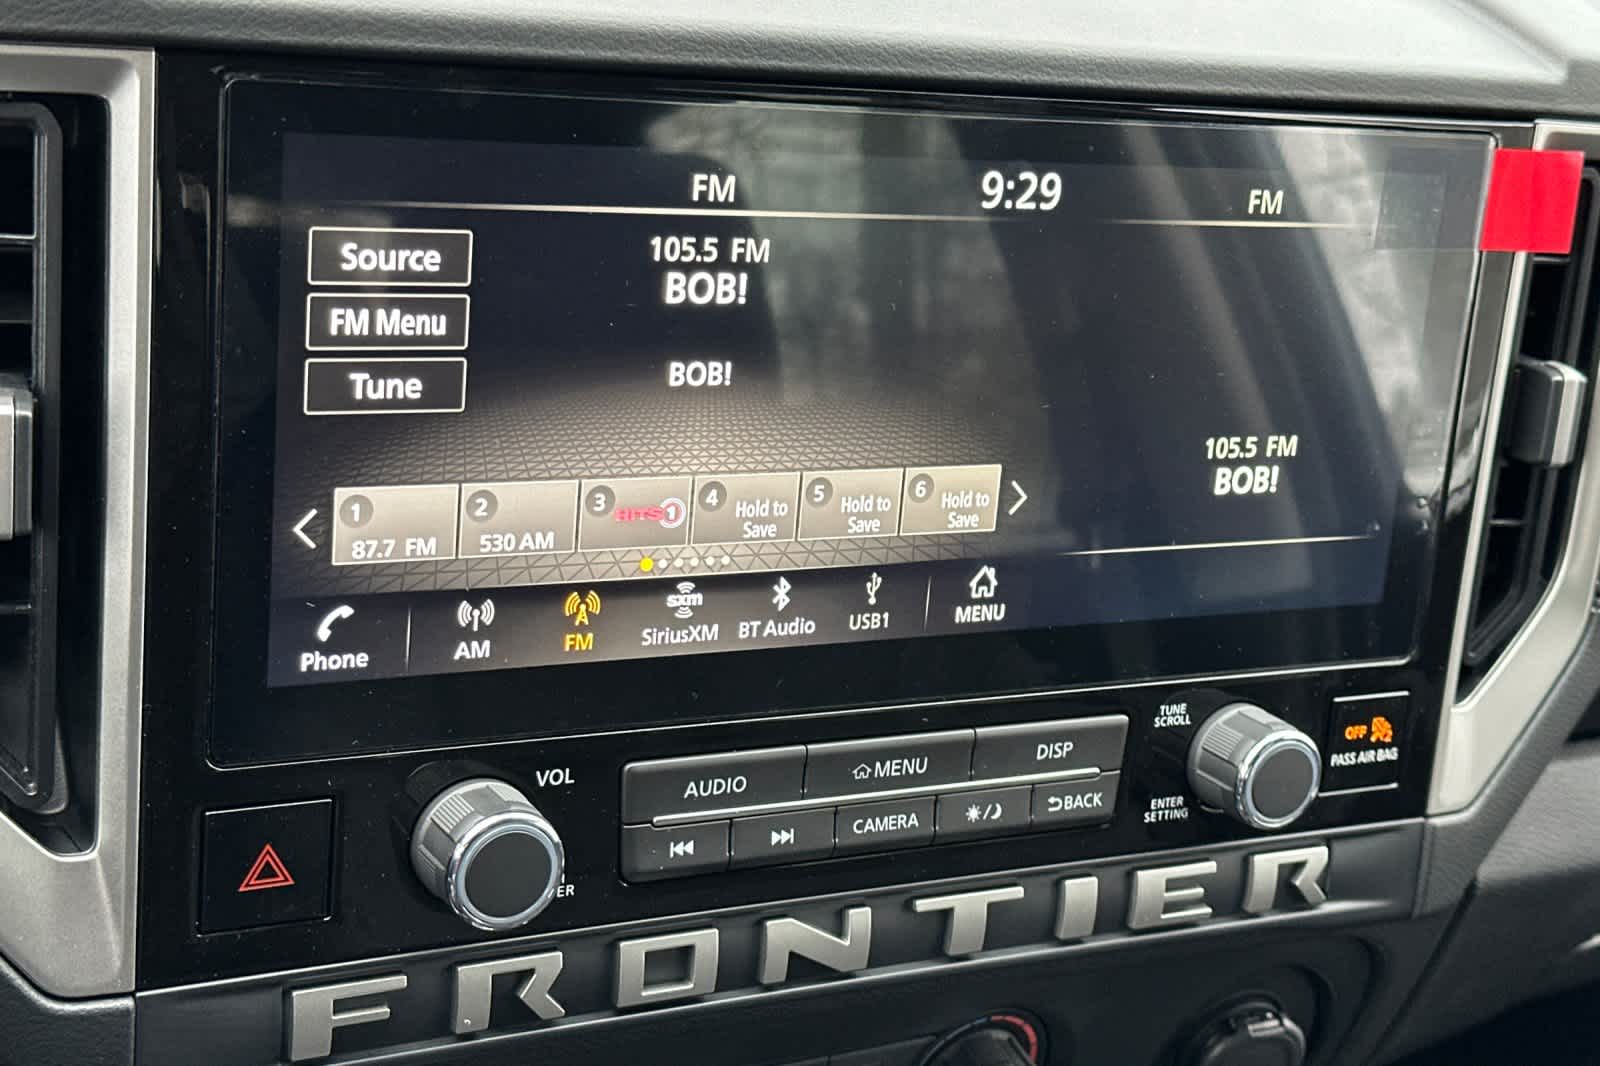 FM
9:29
FM
Source
FM Menu
Tune
105.5 FM
BOB!
BOB!
105.5 FM
BOB!
1
87.7 FM
2
530 AM
3
HITS 1
4
Hold to
Save
5
Hold to
Save
6
Hold to
Save
Phone
AM
FM
sxm
SiriusXM
BT Audio
USB1
MENU
VOL
AUDIO
MENU
DISP
CAMERA
BACK
TUNE
SCROLL
ENTER
SETTING
OFF
PASS AIR BAG
FRONTIER